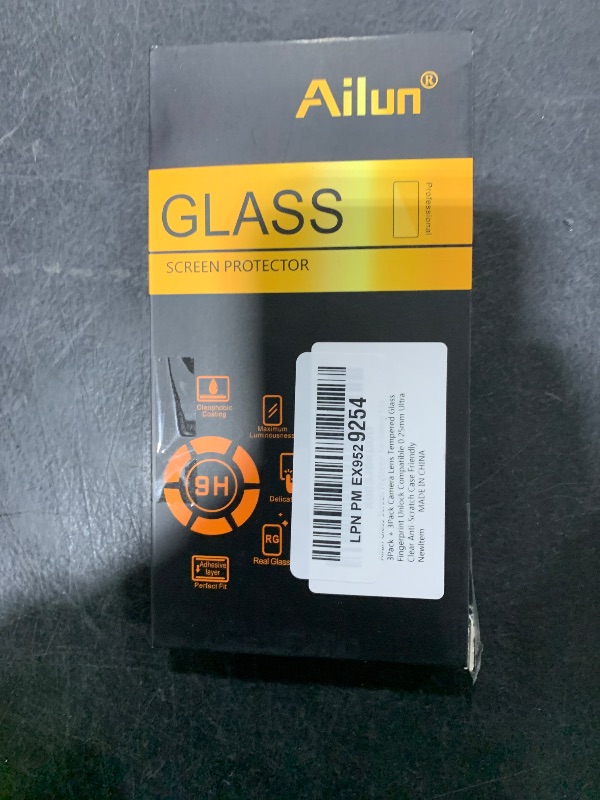 Ailun®
GLASS
Professional
SCREEN PROTECTOR
Oleophobic
Coating
Maximum
Luminousness
9H
RG
Real Glass
Adhesive
layer
Perfect Fit
LPN PM EX9529254
3Pack + 3Pack Camera Lens Tempered Glass
Fingerprint Unlock Compatible 0.25mm Ultra
Clear Anti-Scratch Case Friendly
NewItem MADE IN CHINA